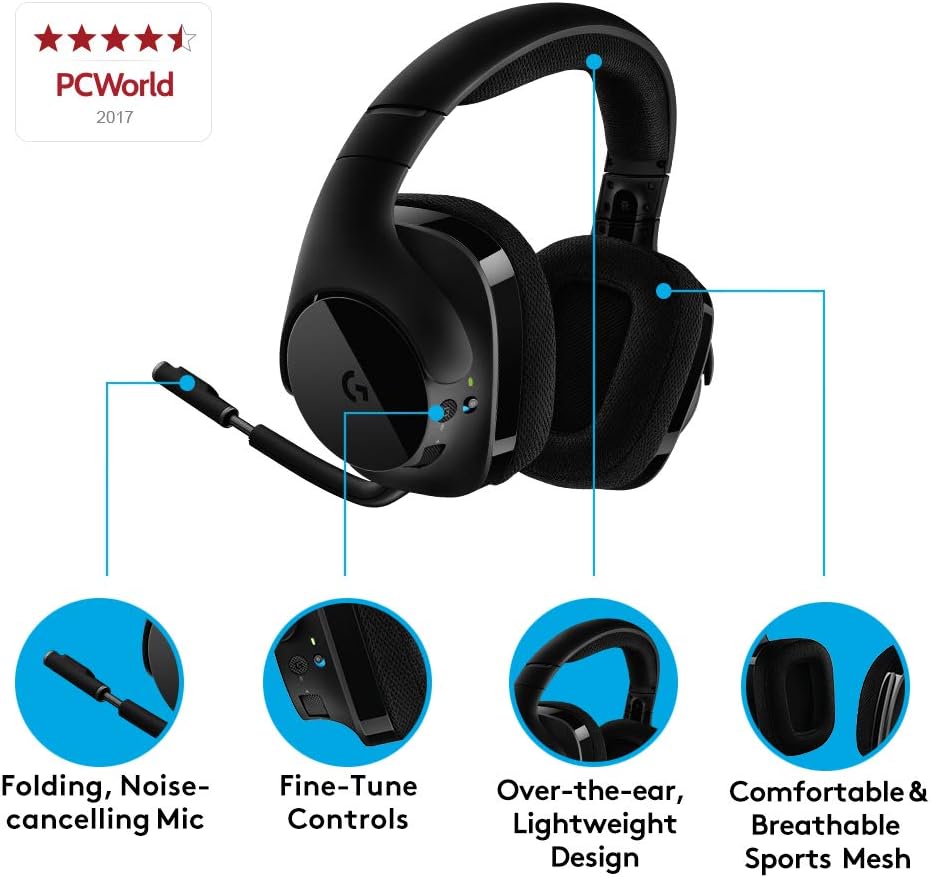 PCWorld
2017
Folding, Noise-
cancelling Mic
Fine-Tune
Controls
Over-the-ear,
Lightweight
Design
Comfortable &
Breathable
Sports Mesh